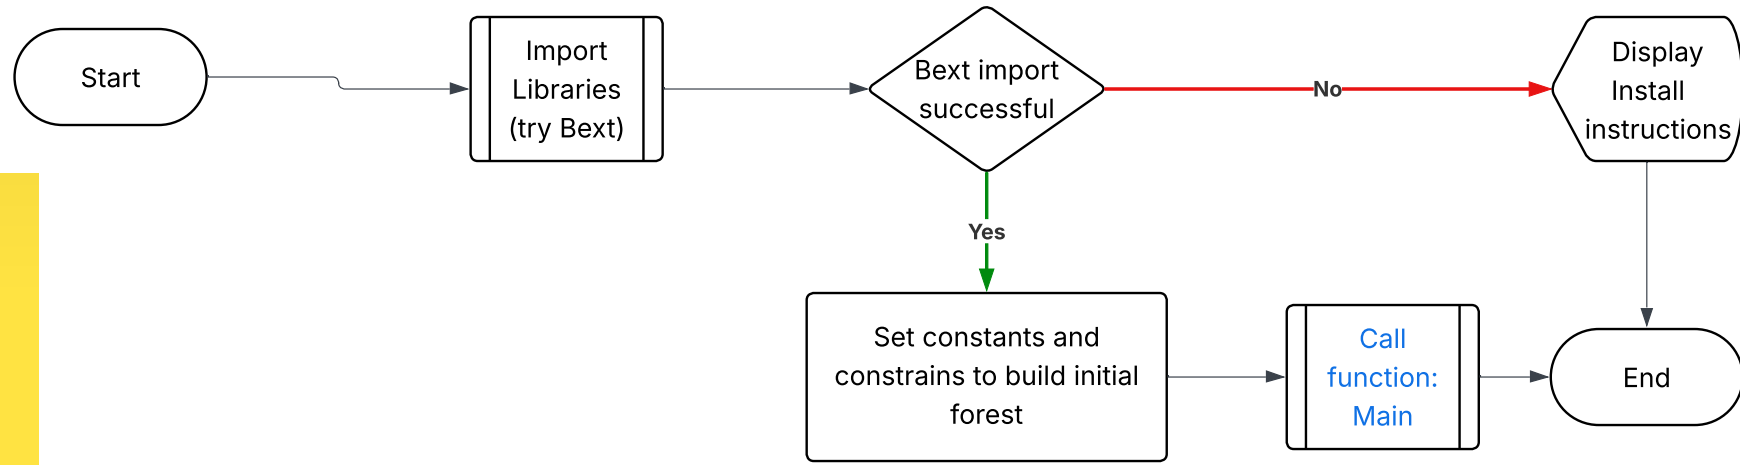 Start
Import
Libraries
(try Bext)
Bext import
successful
No
Display
Install
instructions
Yes
Set constants and
constrains to build initial
forest
Call
function:
Main
End